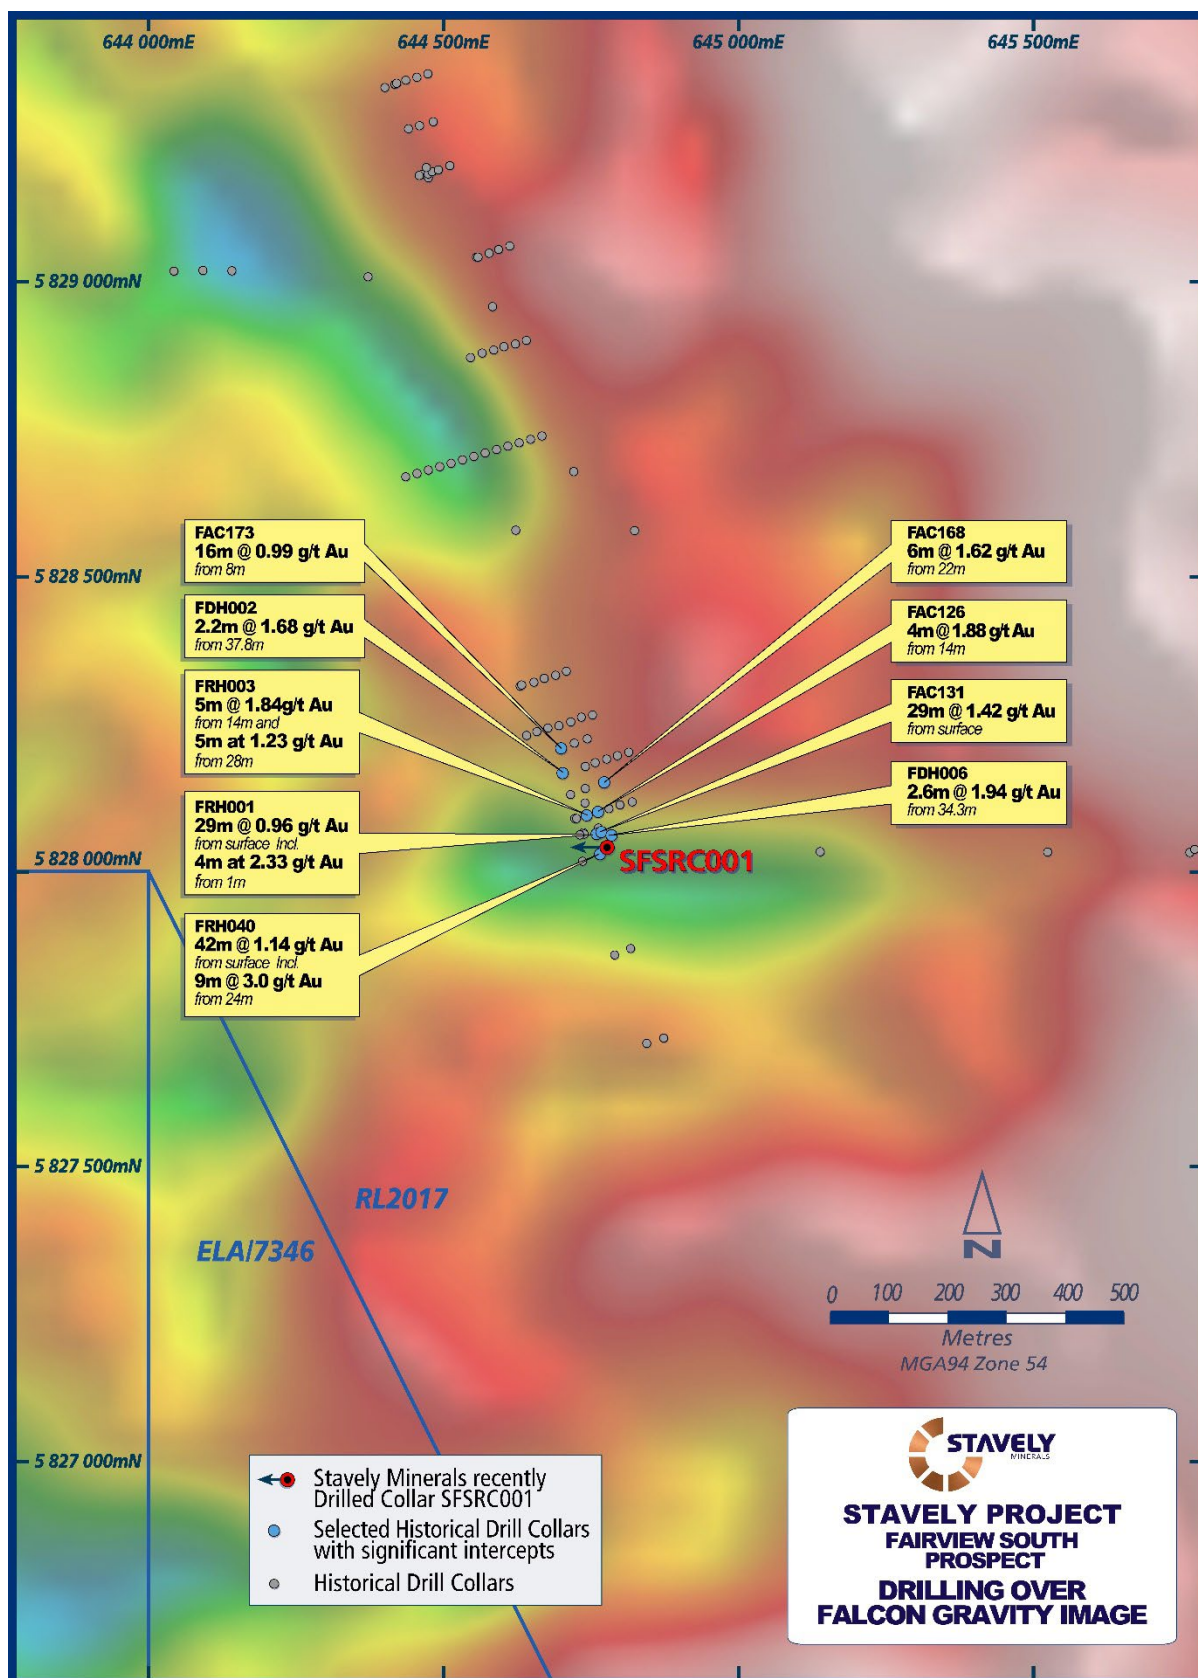 644 000mE
644 500mE
645 000mE
645 500mE
5 829 000mN
5 828 500mN
5 828 000mN
5 827 500mN
5 827 000mN
FAC173
16m @ 0.99 g/t Au
from 8m
FDH002
2.2m @ 1.68 g/t Au
from 37.8m
FRH003
5m @ 1.84g/t Au
from 14m and
5m at 1.23 g/t Au
from 28m
FRH001
29m @ 0.96 g/t Au
from surface Incl.
4m at 2.33 g/t Au
from 1m
FRH040
42m @ 1.14 g/t Au
from surface Incl.
9m @ 3.0 g/t Au
from 24m
FAC168
6m @ 1.62 g/t Au
from 22m
FAC126
4m @ 1.88 g/t Au
from 14m
FAC131
29m @ 1.42 g/t Au
from surface
FDH006
2.6m @ 1.94 g/t Au
from 34.3m
SFSRC001
RL2017
ELA/7346
N
0 100 200 300 400 500
Metres
MGA94 Zone 54
Stavely Minerals recently
Drilled Collar SFSRC001
Selected Historical Drill Collars
with significant intercepts
Historical Drill Collars
STAVELY
MINERALS
STAVELY PROJECT
FAIRVIEW SOUTH
PROSPECT
DRILLING OVER
FALCON GRAVITY IMAGE